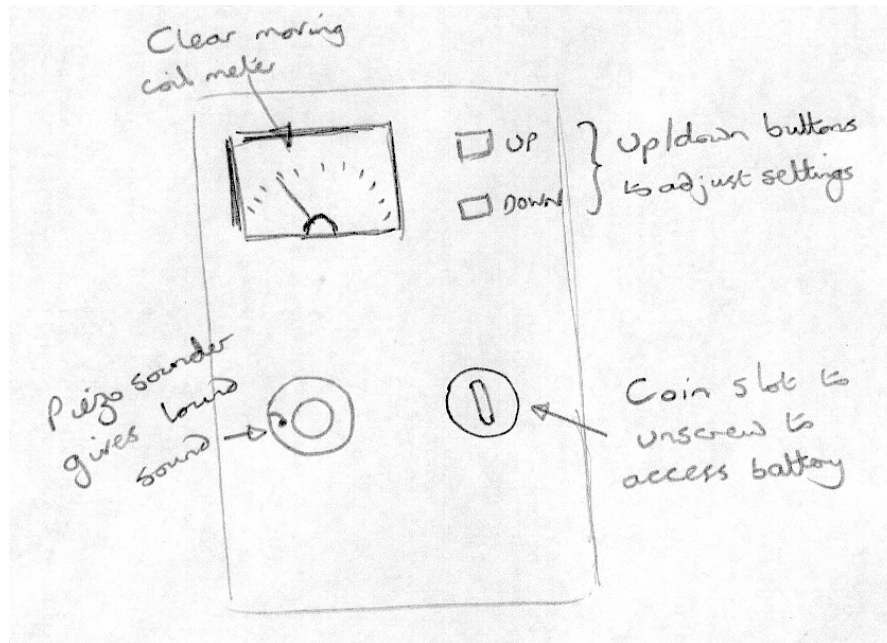 Clear moving
coil meter
UP
DOWN
Up/down buttons
to adjust settings
Piezo sounder
gives loud
sound
Coin slot to
unscrew to
access battery